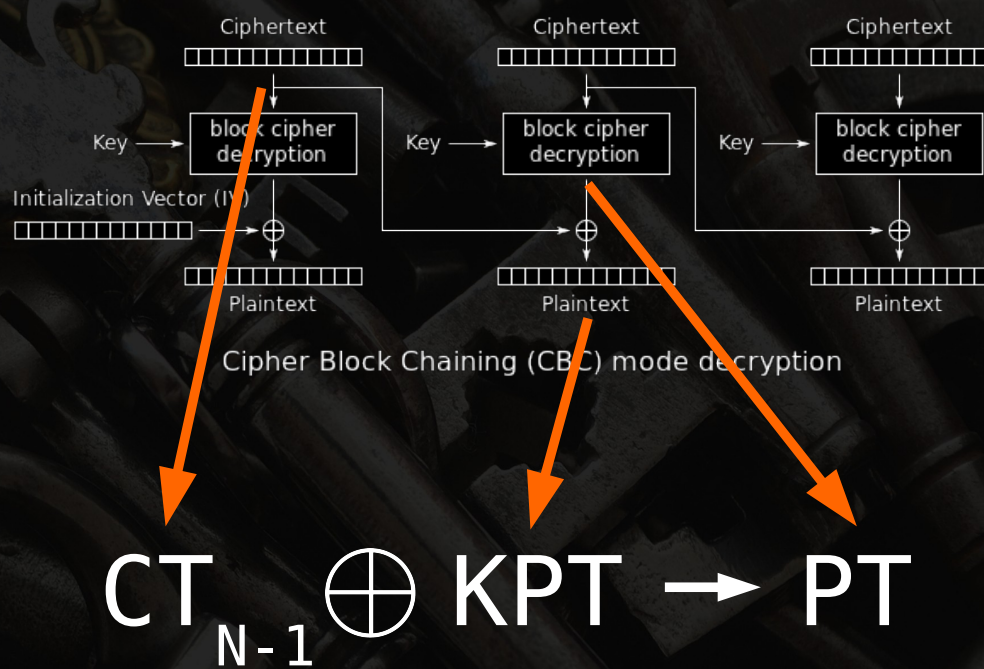 Ciphertext Ciphertext Ciphertext
block cipher decryption block cipher decryption block cipher decryption
Key Key Key
Initialization Vector (IV)
Plaintext Plaintext Plaintext
Cipher Block Chaining (CBC) mode decryption
CT N-1 ⊕ KPT → PT